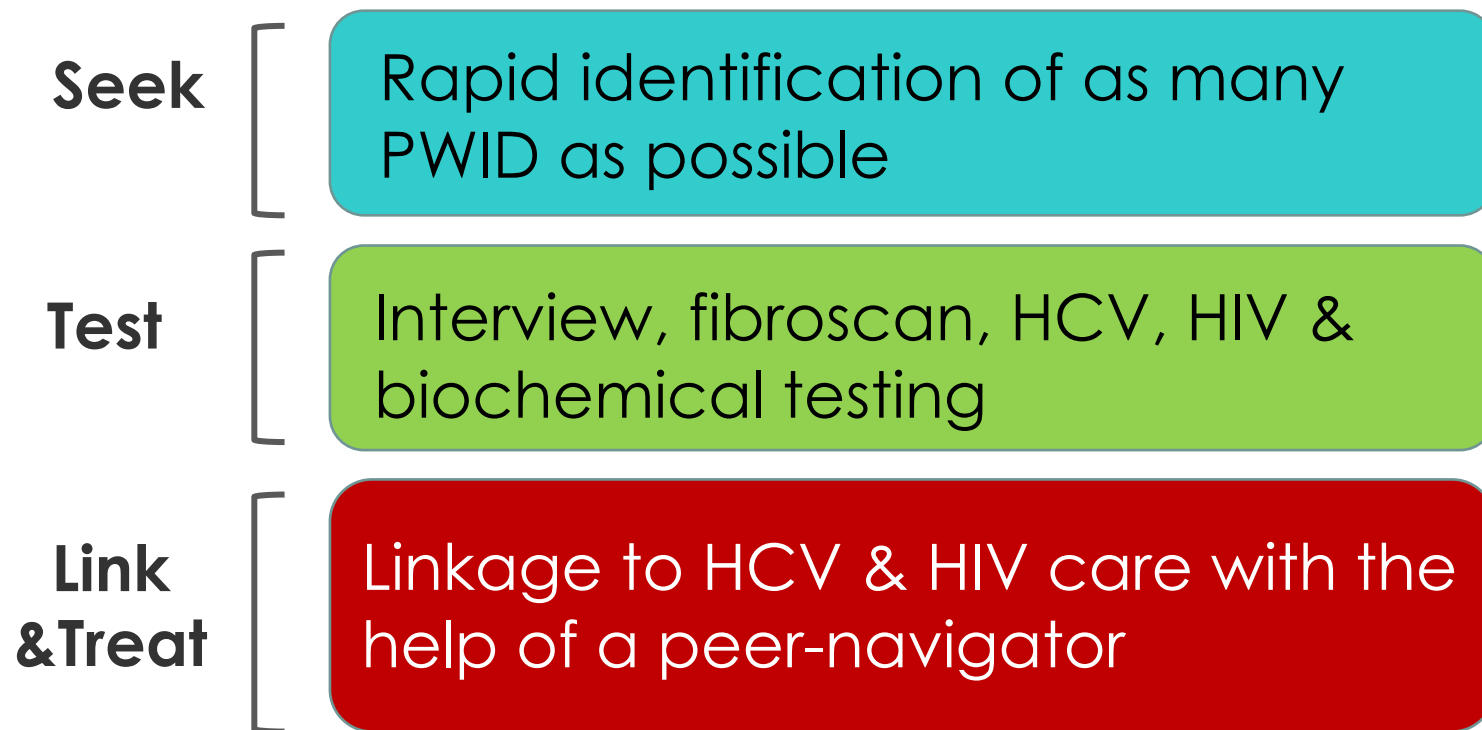 Seek
Rapid identification of as many
PWID as possible
Test
Interview, fibroscan, HCV, HIV &
biochemical testing
Link
&Treat
Linkage to HCV & HIV care with the
help of a peer-navigator